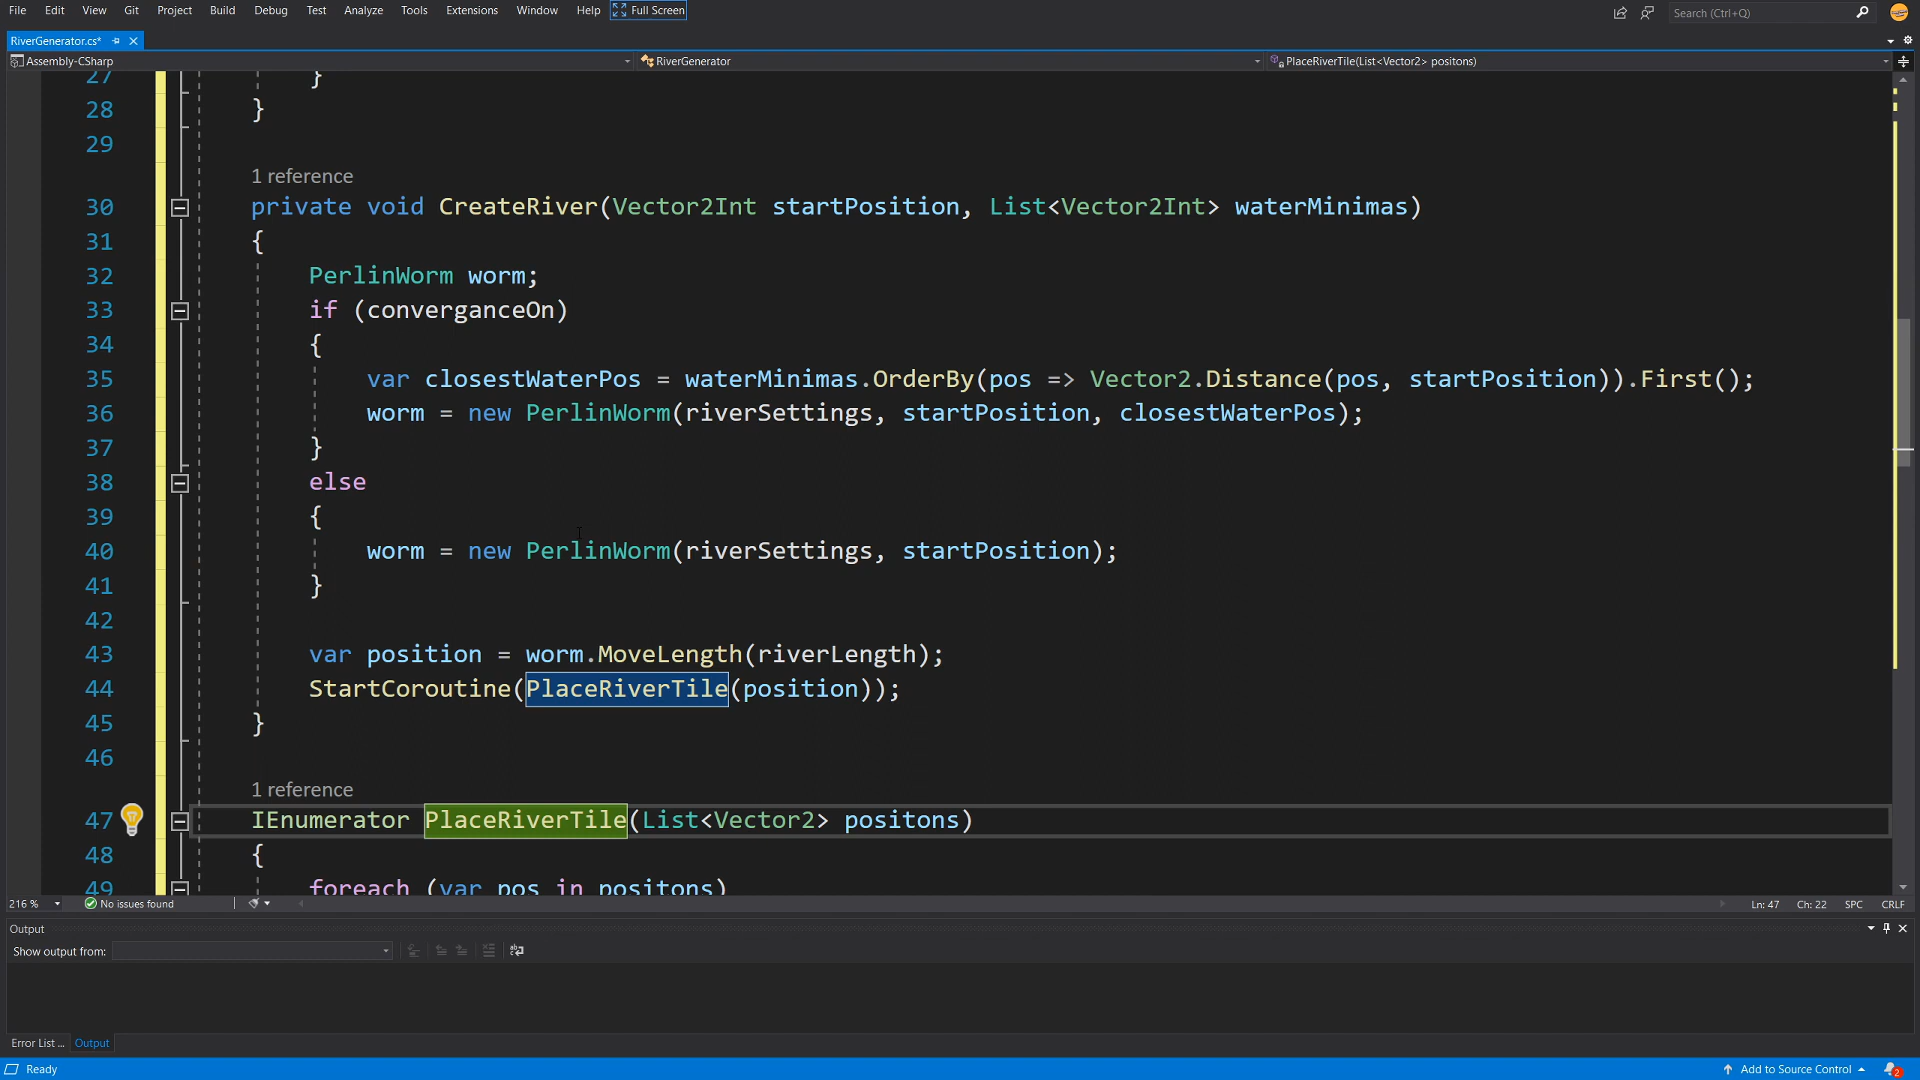 File Edit View Git Project Build Debug Test Analyze Tools Extensions Window Help Full Screen Search (Ctrl+Q)
RiverGenerator.cs*
Assembly-CSharp RiverGenerator PlaceRiverTile(List<Vector2> positons)
27 }
28 }
29
1 reference
30 private void CreateRiver(Vector2Int startPosition, List<Vector2Int> waterMinimas)
31 {
32 PerlinWorm worm;
33 if (converganceOn)
34 {
35 var closestWaterPos = waterMinimas.OrderBy(pos => Vector2.Distance(pos, startPosition)).First();
36 worm = new PerlinWorm(riverSettings, startPosition, closestWaterPos);
37 }
38 else
39 {
40 worm = new PerlinWorm(riverSettings, startPosition);
41 }
42
43 var position = worm.MoveLength(riverLength);
44 StartCoroutine(PlaceRiverTile(position));
45 }
46
1 reference
47 IEnumerator PlaceRiverTile(List<Vector2> positons)
48 {
49 foreach (var pos in positons)
216 % No issues found Ln: 47 Ch: 22 SPC CRLF
Output
Show output from:
Error List ... Output
Ready Add to Source Control 2